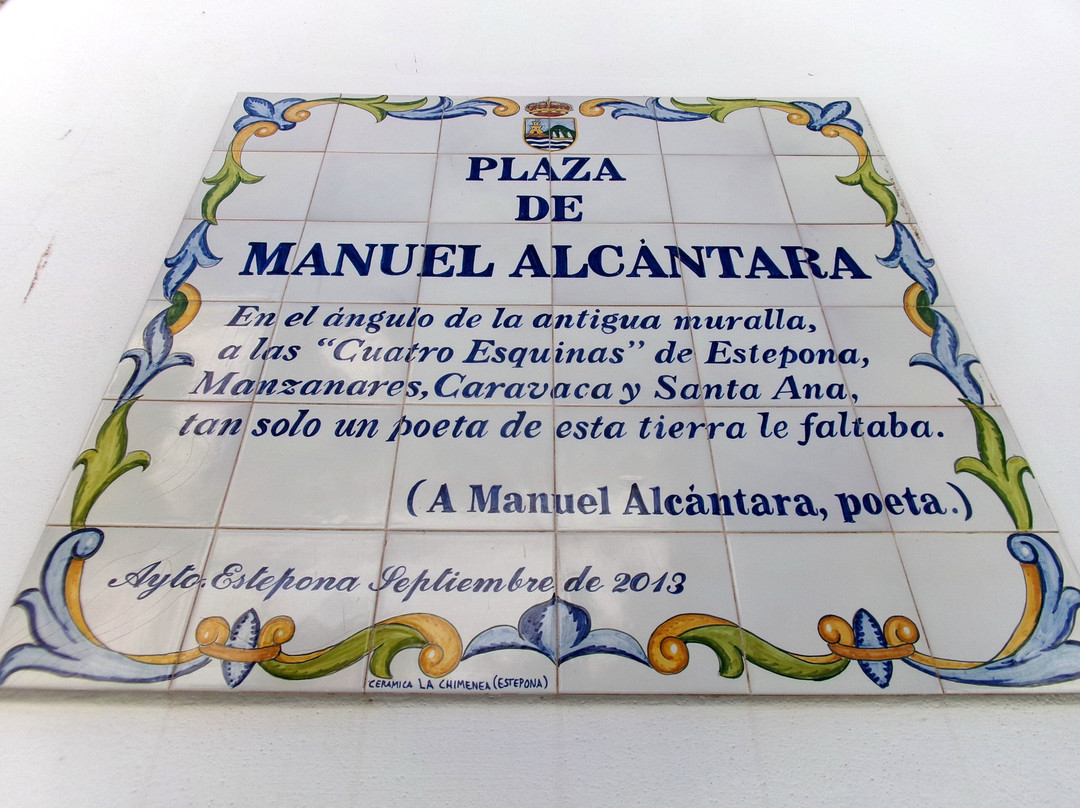 PLAZA
DE
MANUEL ALCÁNTARA
En el ángulo de la antigua muralla,
a las “Cuatro Esquinas” de Estepona,
Manzanares, Caravaca y Santa Ana,
tan solo un poeta de esta tierra le faltaba.
(A Manuel Alcántara, poeta.)
Ayto. Estepona Septiembre de 2013
CERAMICA LA CHIMENEA (ESTEPONA)